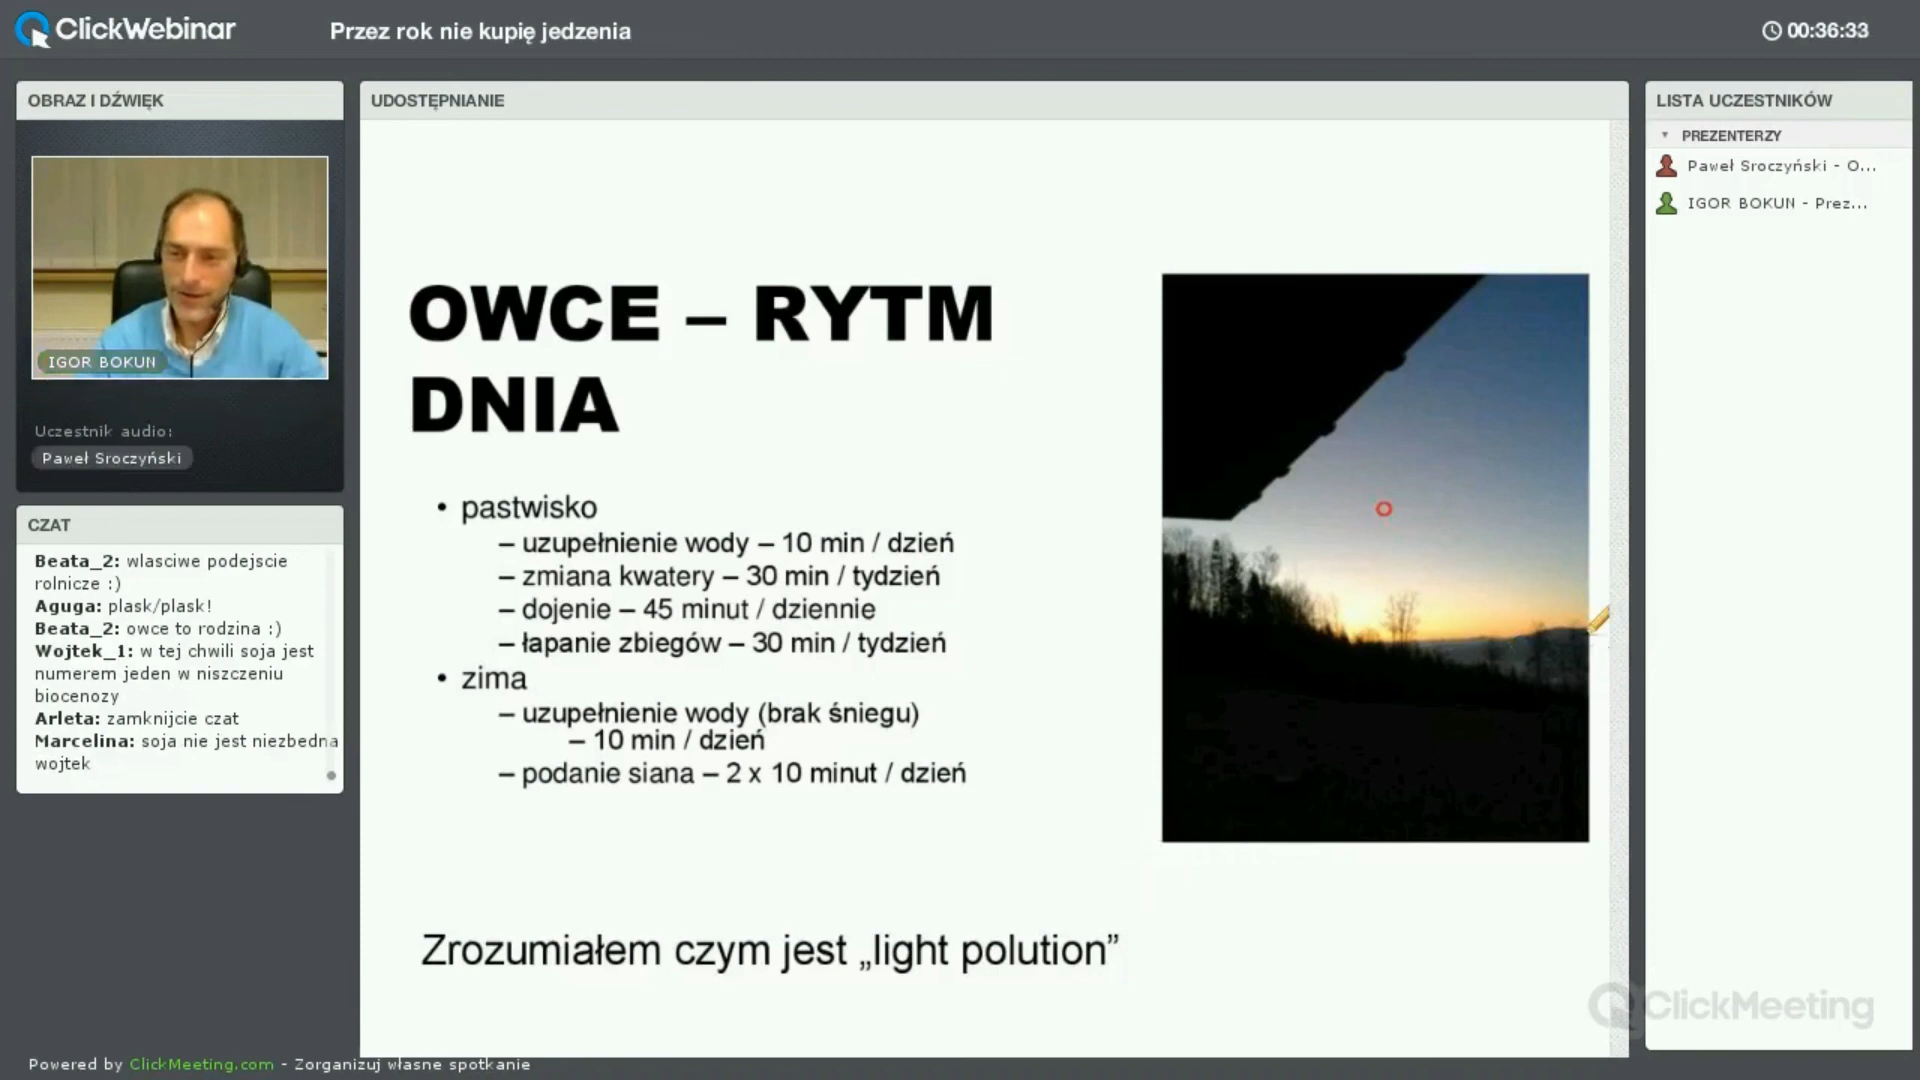 ClickWebinar
Przez rok nie kupię jedzenia
00:36:33
OBRAZ I DŹWIĘK
IGOR BOKUN
Uczestnik audio:
Paweł Sroczyński
CZAT
Beata_2: wlasciwe podejscie
rolnicze :)
Aguga: plask/plask!
Beata_2: owce to rodzina :)
Wojtek_1: w tej chwili soja jest
numerem jeden w niszczeniu
biocenozy
Arleta: zamknijcie czat
Marcelina: soja nie jest niezbedna
wojtek
UDOSTĘPNIANIE
OWCE – RYTM
DNIA
• pastwisko
– uzupełnienie wody – 10 min / dzień
– zmiana kwatery – 30 min / tydzień
– dojenie – 45 minut / dziennie
– łapanie zbiegów – 30 min / tydzień
• zima
– uzupełnienie wody (brak śniegu)
– 10 min / dzień
– podanie siana – 2 x 10 minut / dzień
Zrozumiałem czym jest „light polution”
LISTA UCZESTNIKÓW
PREZENTERZY
Paweł Sroczyński - O...
IGOR BOKUN - Prez...
ClickMeeting
Powered by ClickMeeting.com - Zorganizuj własne spotkanie